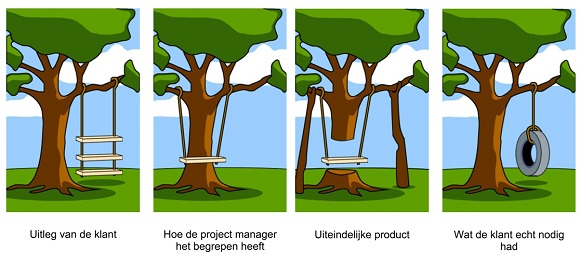 Uitleg van de klant
Hoe de project manager
het begrepen heeft
Uiteindelijke product
Wat de klant echt nodig
had